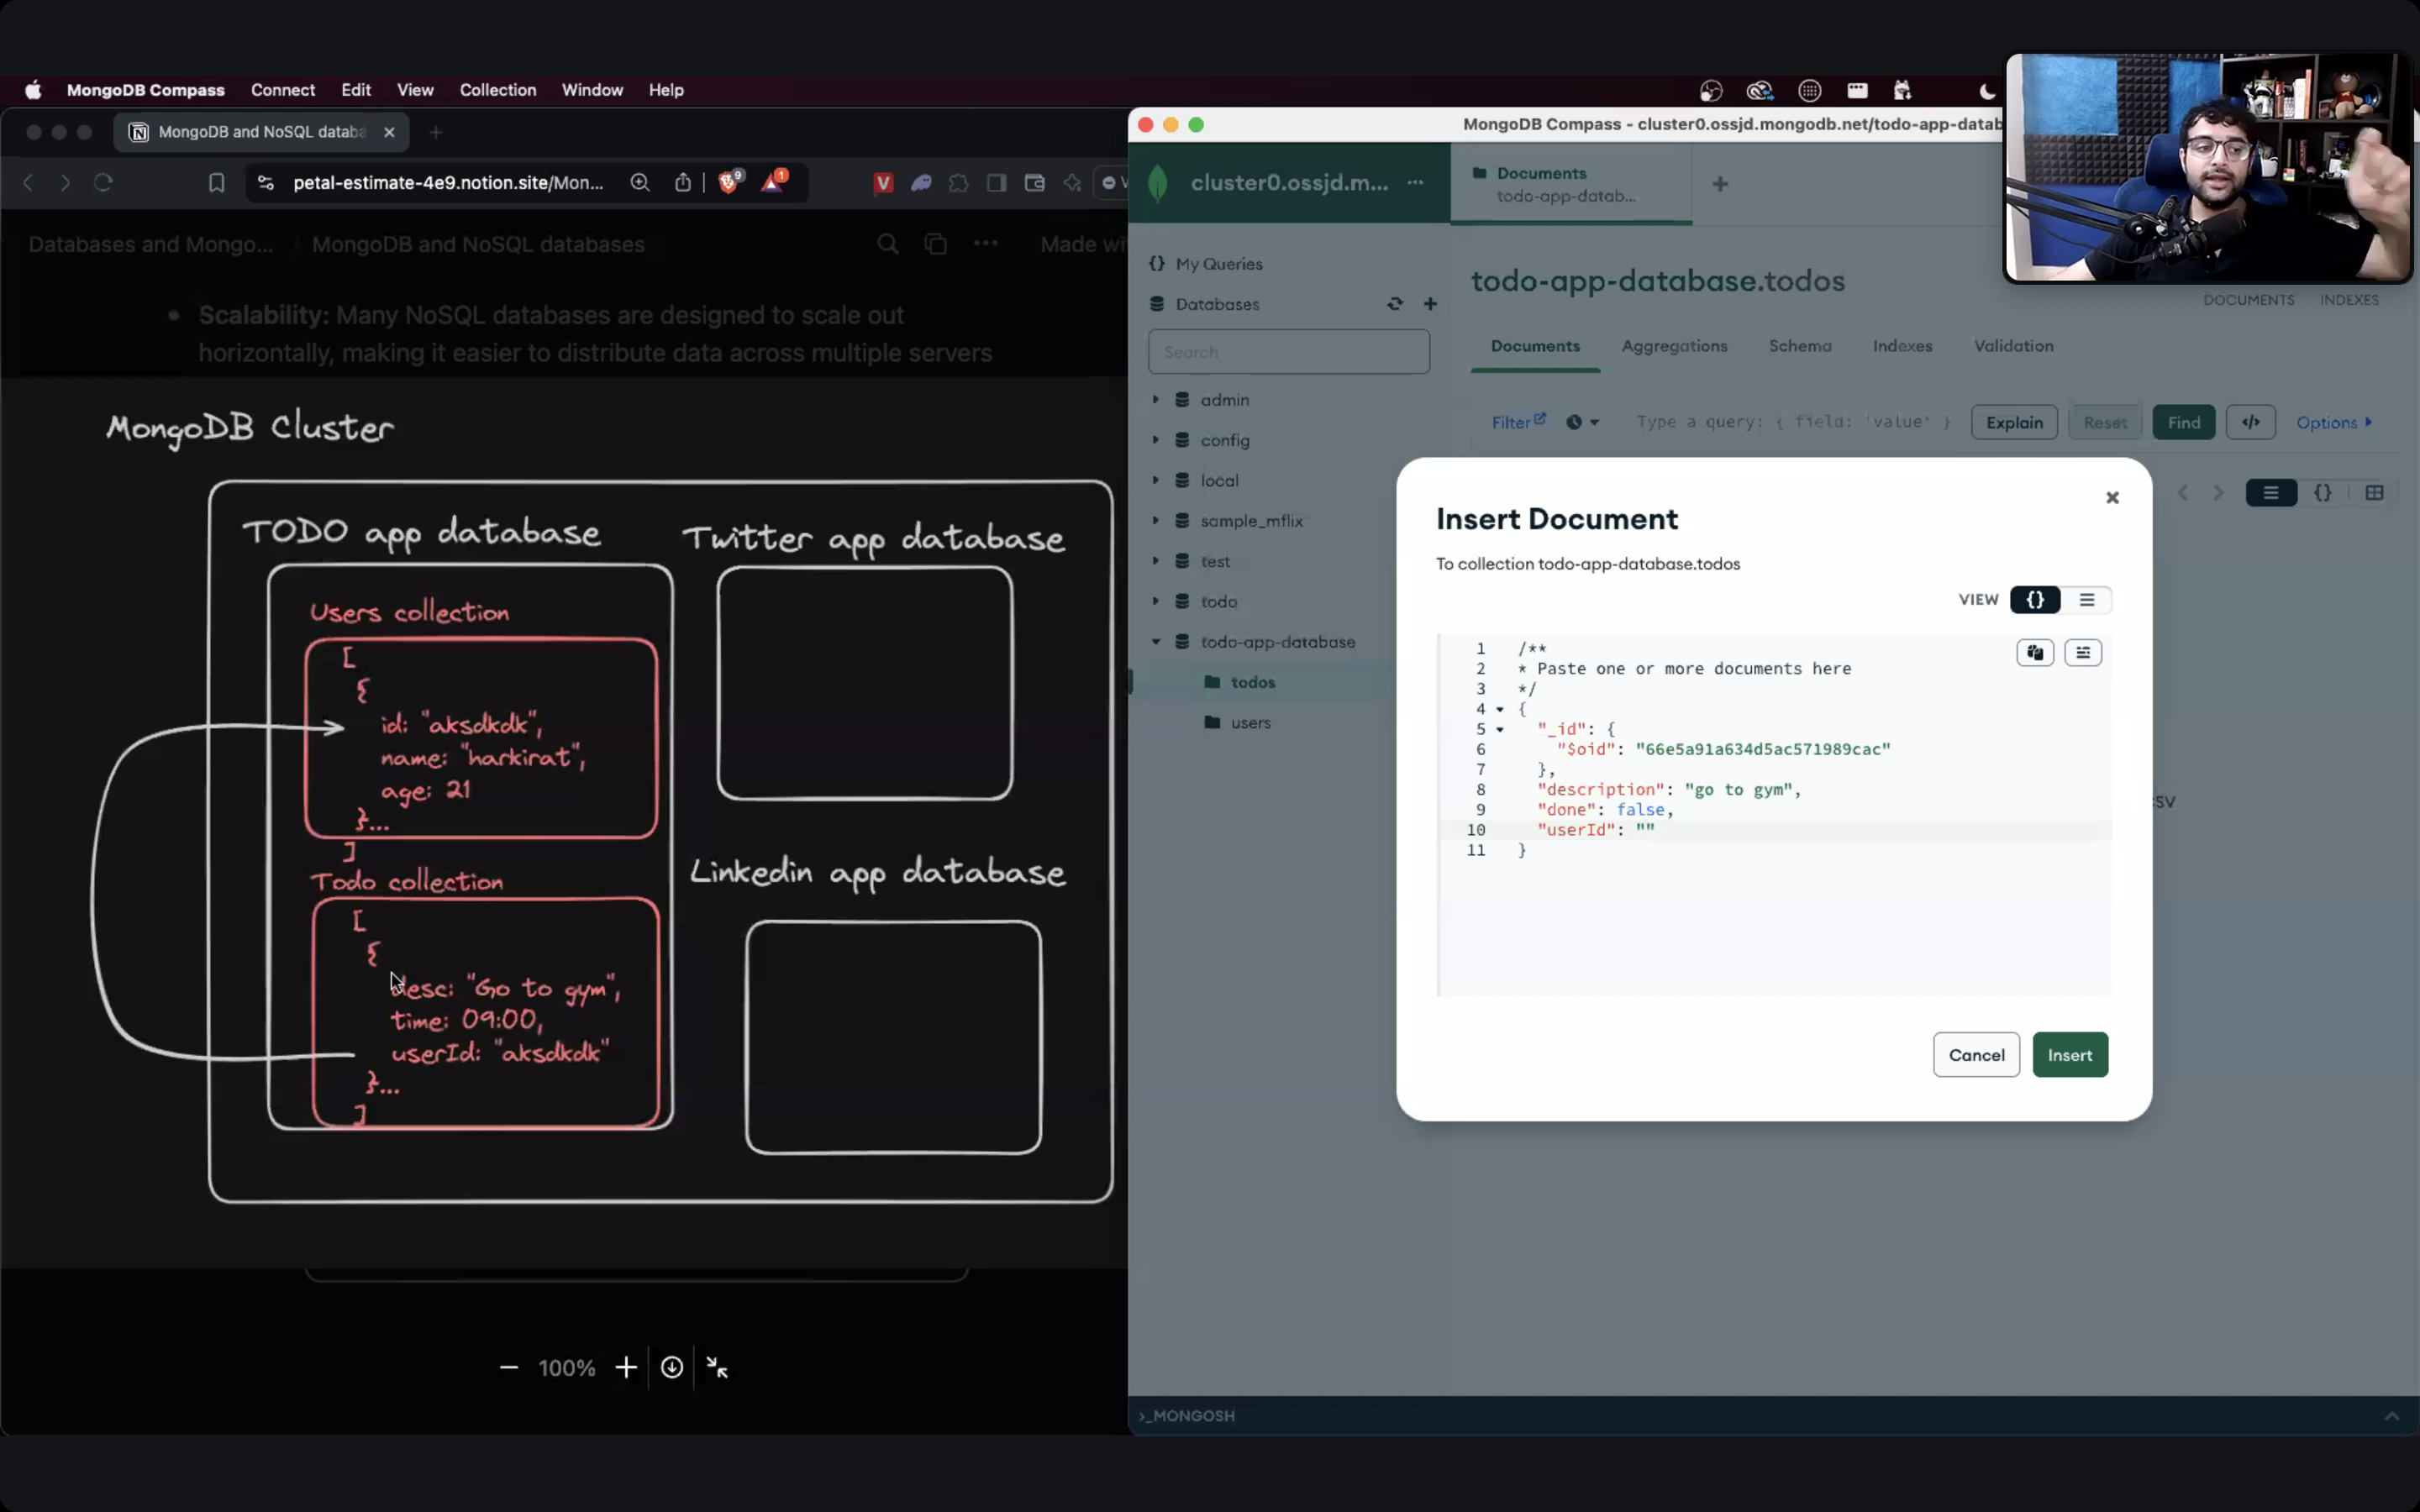 MongoDB Compass Connect Edit View Collection Window Help
MongoDB and NoSQL databa
petal-estimate-4e9.notion.site/Mon...
9
1
V
Databases and Mongo...
MongoDB and NoSQL databases
Scalability: Many NoSQL databases are designed to scale out
horizontally, making it easier to distribute data across multiple servers
MongoDB Cluster
TODO app database
Users collection
[
{
id: "aksdkdk",
name: "harkirat",
age: 21
}...
]
Todo collection
[
{
desc: "Go to gym",
time: 09:00,
userId: "aksdkdk"
}...
]
Twitter app database
Linkedin app database
100%
MongoDB Compass - cluster0.ossjd.mongodb.net/todo-app-datab
cluster0.ossjd.m...
Documents
todo-app-datab...
{} My Queries
Databases
Search
admin
config
local
sample_mflix
test
todo
todo-app-database
todos
users
todo-app-database.todos
DOCUMENTS INDEXES
Documents Aggregations Schema Indexes Validation
Filter Type a query: { field: 'value' } Explain Reset Find </> Options
Insert Document
To collection todo-app-database.todos
VIEW {}
1 /**
2 * Paste one or more documents here
3 */
4 {
5 "_id": {
6 "$oid": "66e5a91a634d5ac571989cac"
7 },
8 "description": "go to gym",
9 "done": false,
10 "userId": ""
11 }
Cancel Insert
>_MONGOSH